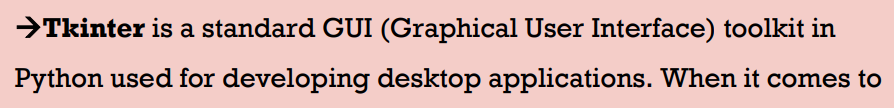 →Tkinter is a standard GUI (Graphical User Interface) toolkit in
Python used for developing desktop applications. When it comes to